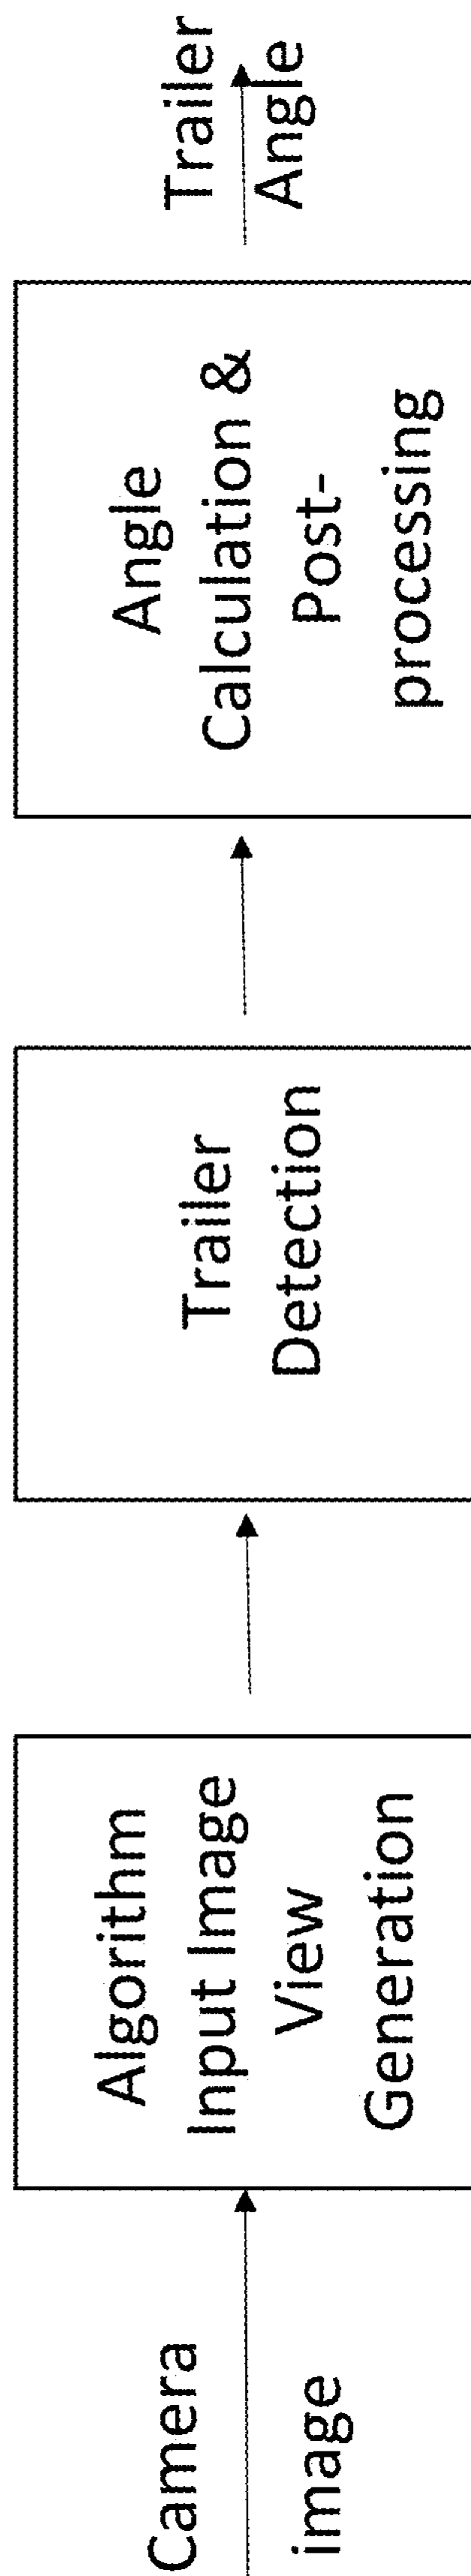 Camera
image
Algorithm
Input Image
View
Generation
Trailer
Detection
Angle
Calculation &
Post-
processing
Trailer
Angle